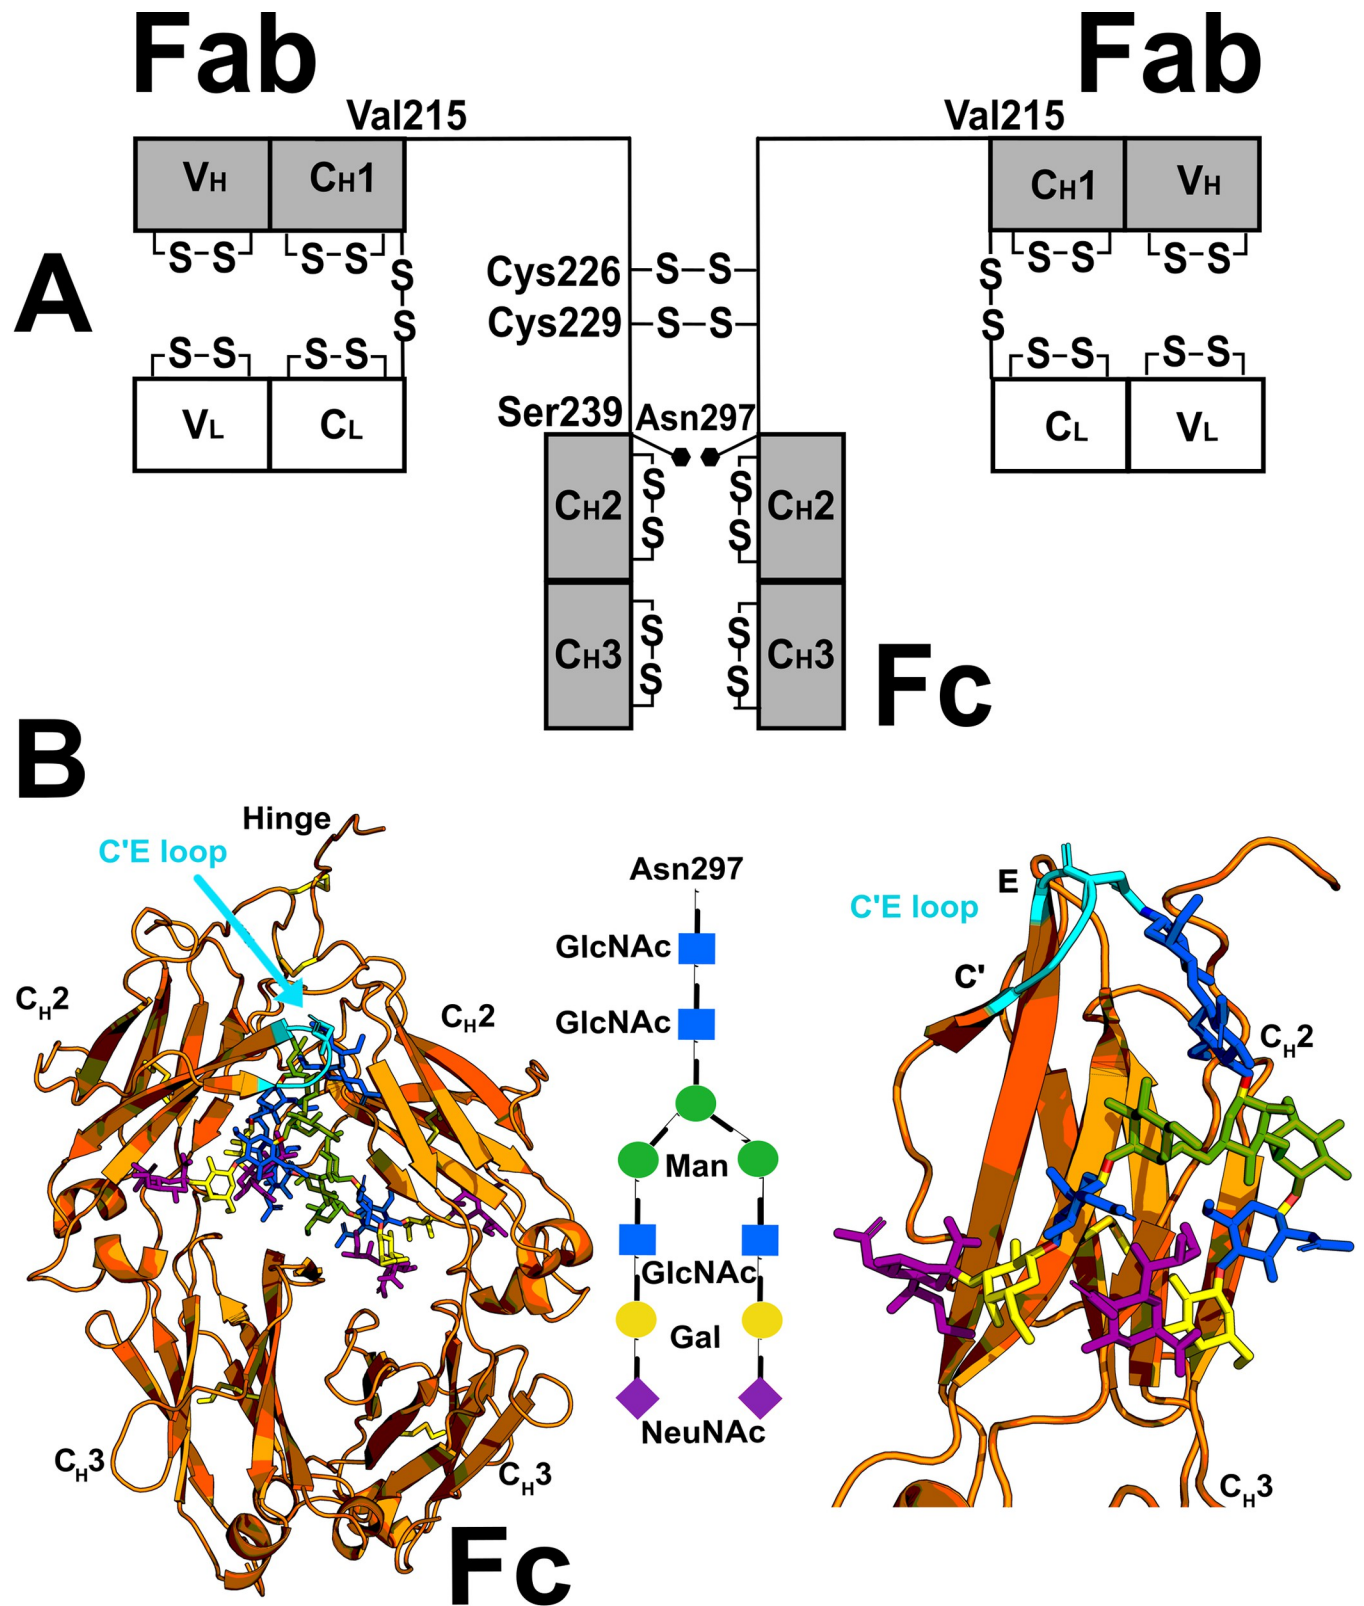 Fab Fab
Val215 Val215
VH CH1 CH1 VH
S-S S-S S-S S-S
S S
Cys226 S-S
S S
Cys229 S-S
S-S S-S S-S S-S
VL CL CL VL
A
Ser239 Asn297
CH2 S S CH2
S S
CH3 S S CH3
S S
Fc
B
Hinge
C'E loop
CH2 CH2
CH3 CH3
Fc
Asn297
GlcNAc
GlcNAc
Man
GlcNAc
Gal
NeuNAc
E
C'E loop
C'
CH2
CH3